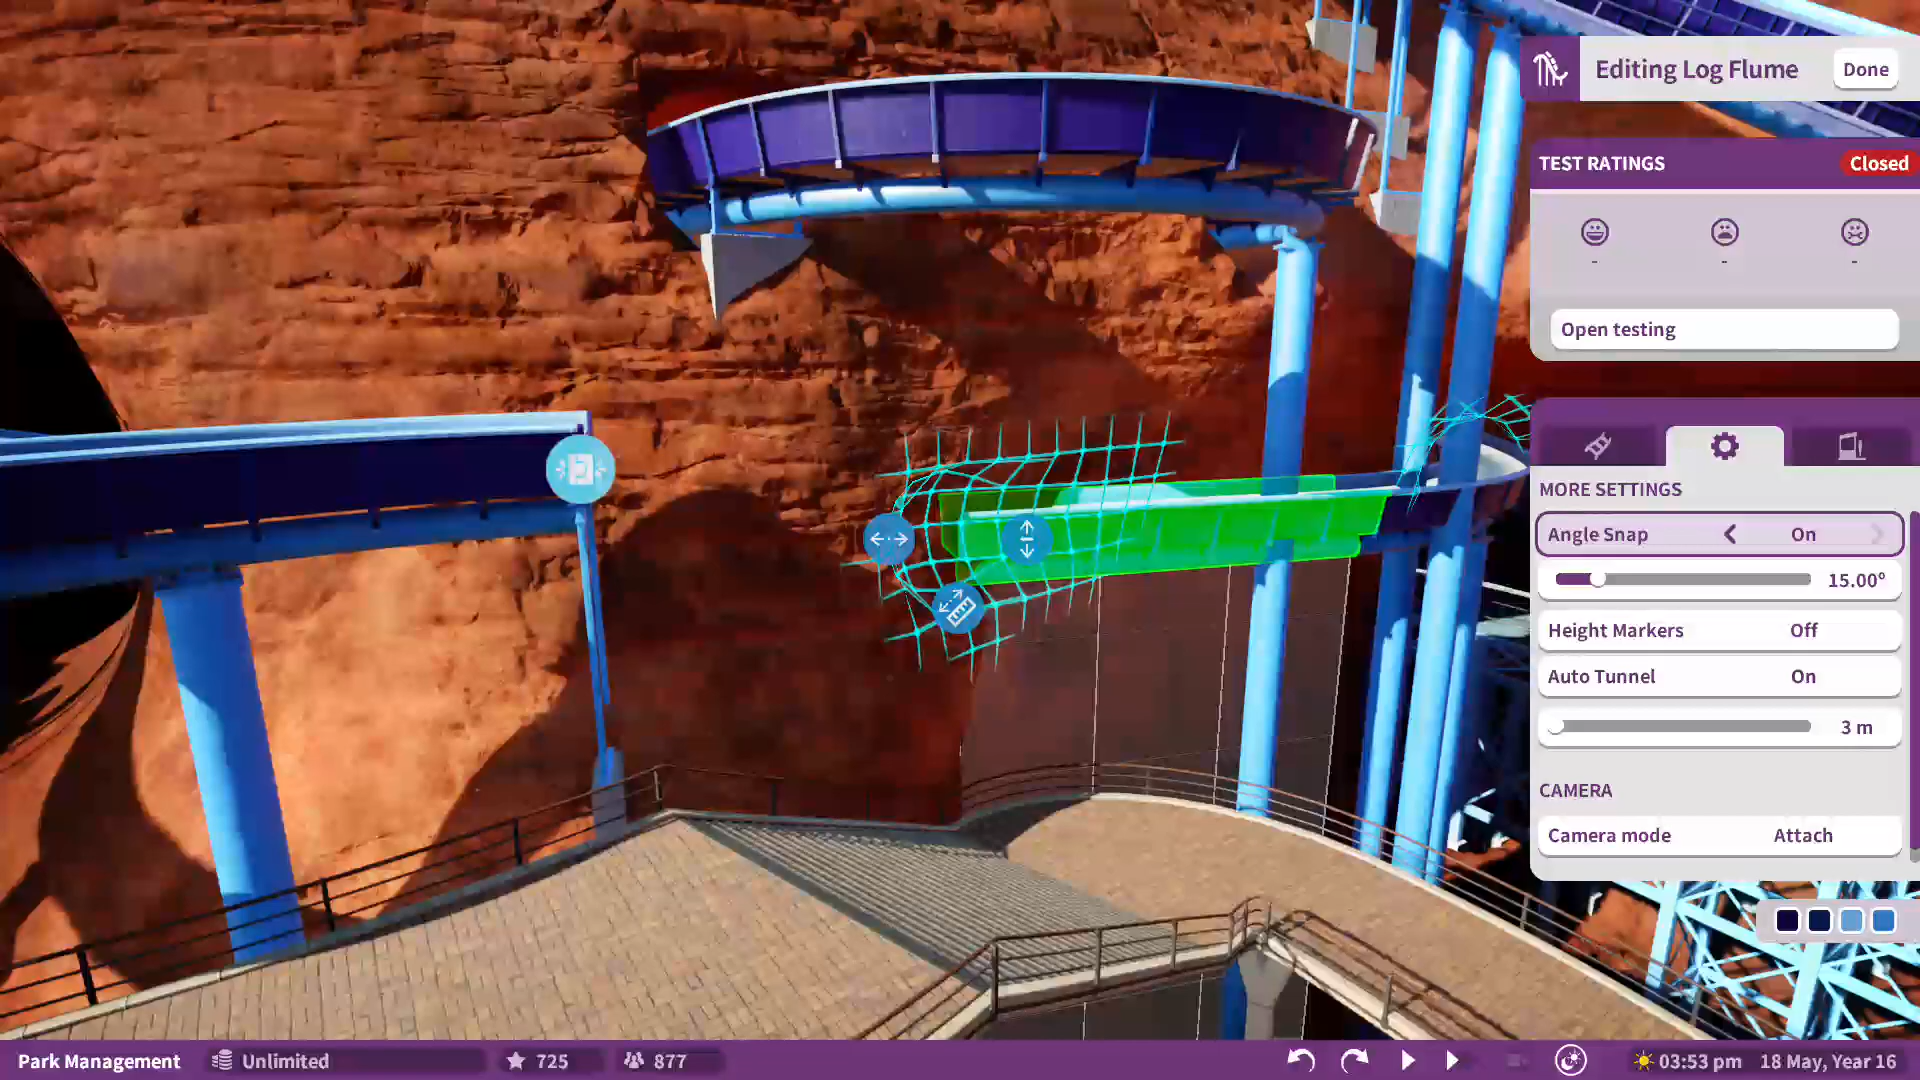 Editing Log Flume
Done
TEST RATINGS
Closed
- - -
Open testing
MORE SETTINGS
Angle Snap On
15.00°
Height Markers Off
Auto Tunnel On
3 m
CAMERA
Camera mode Attach
Park Management Unlimited 725 877 03:53 pm 18 May, Year 16